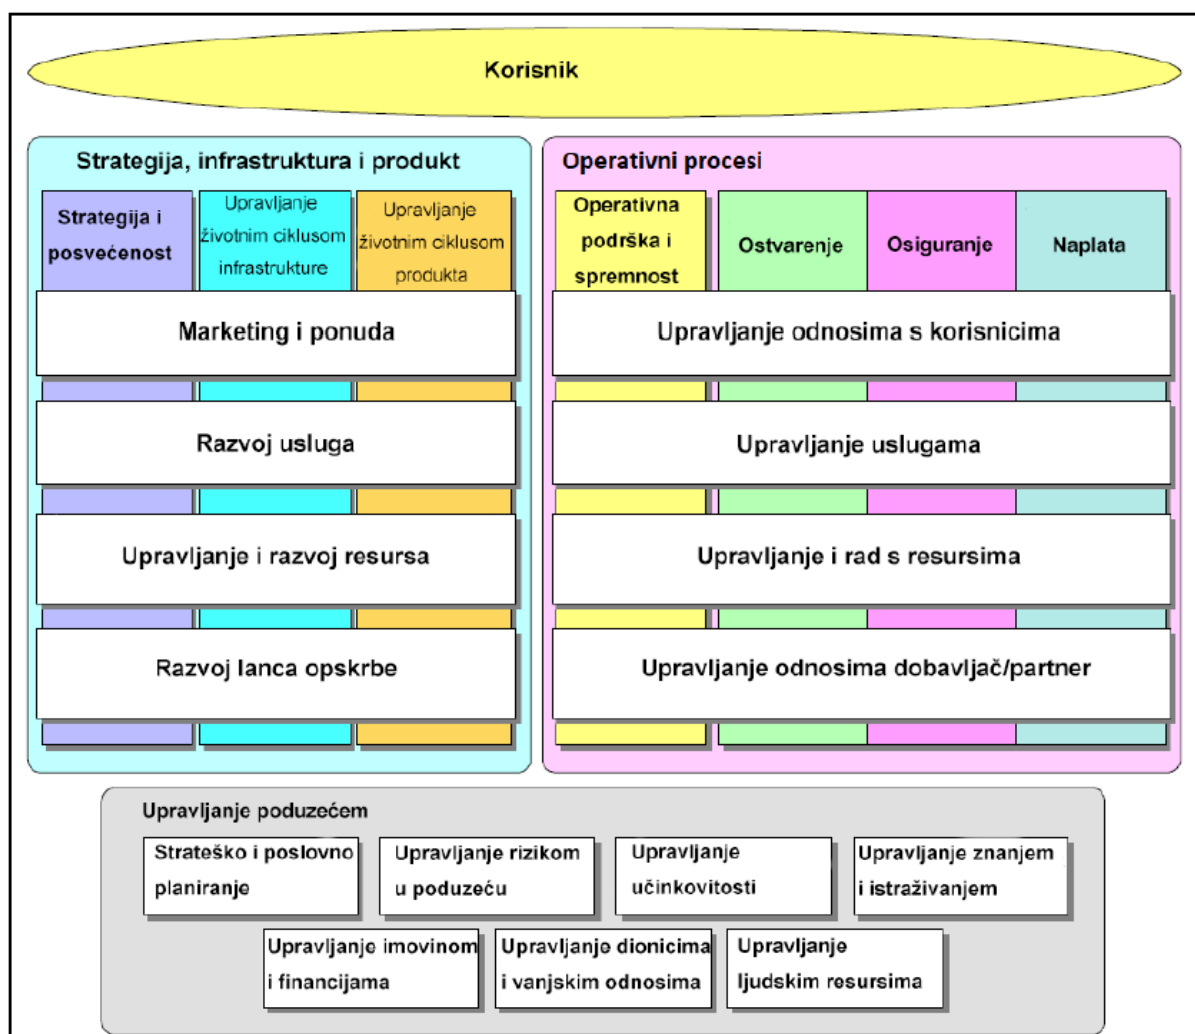 Korisnik
Strategija, infrastruktura i produkt
Strategija i
posvećenost
Upravljanje
životnim ciklusom
infrastrukture
Upravljanje
životnim ciklusom
produkta
Marketing i ponuda
Razvoj usluga
Upravljanje i razvoj resursa
Razvoj lanca opskrbe
Operativni procesi
Operativna
podrška i
spremnost
Ostvarenje
Osiguranje
Naplata
Upravljanje odnosima s korisnicima
Upravljanje uslugama
Upravljanje i rad s resursima
Upravljanje odnosima dobavljač/partner
Upravljanje poduzećem
Strateško i poslovno
planiranje
Upravljanje rizikom
u poduzeću
Upravljanje
učinkovitosti
Upravljanje znanjem
i istraživanjem
Upravljanje imovinom
i financijama
Upravljanje dionicima
i vanjskim odnosima
Upravljanje
ljudskim resursima